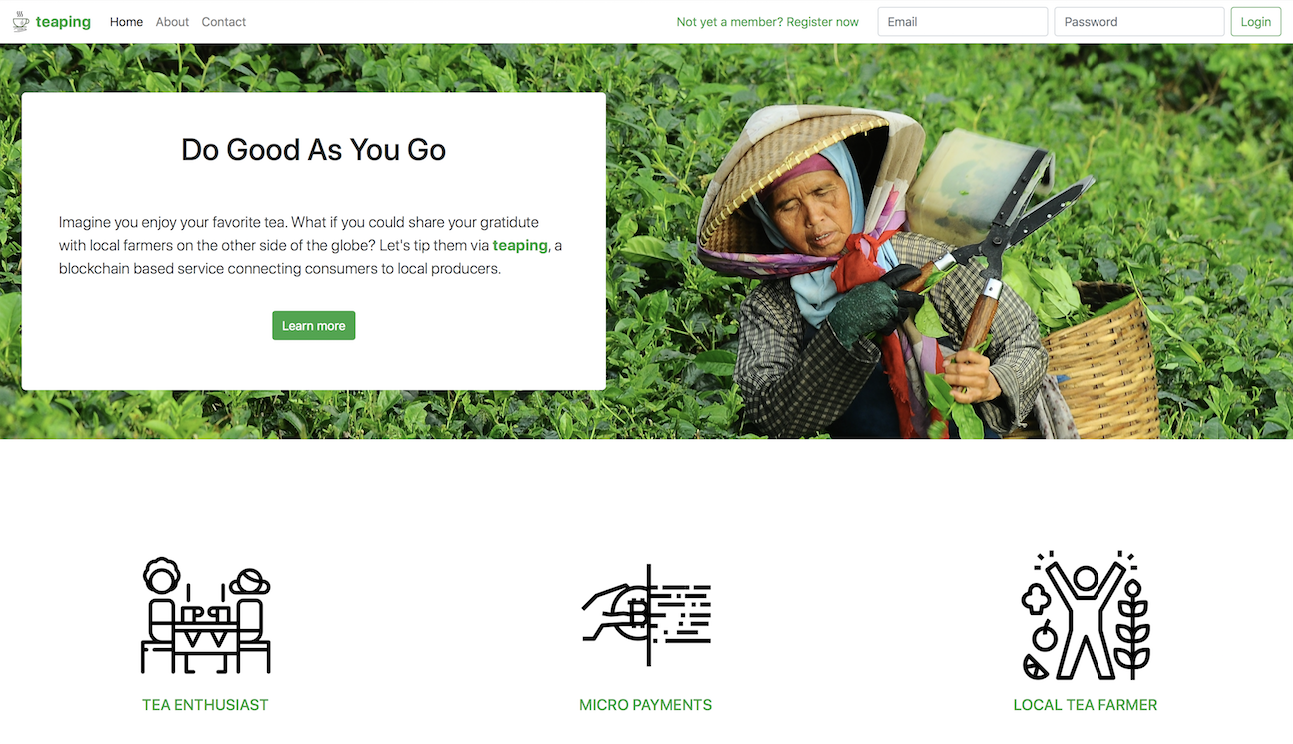 teaping Home About Contact Not yet a member? Register now Email Password Login
Do Good As You Go
Imagine you enjoy your favorite tea. What if you could share your gratidute
with local farmers on the other side of the globe? Let's tip them via teaping, a
blockchain based service connecting consumers to local producers.
Learn more
TEA ENTHUSIAST MICRO PAYMENTS LOCAL TEA FARMER